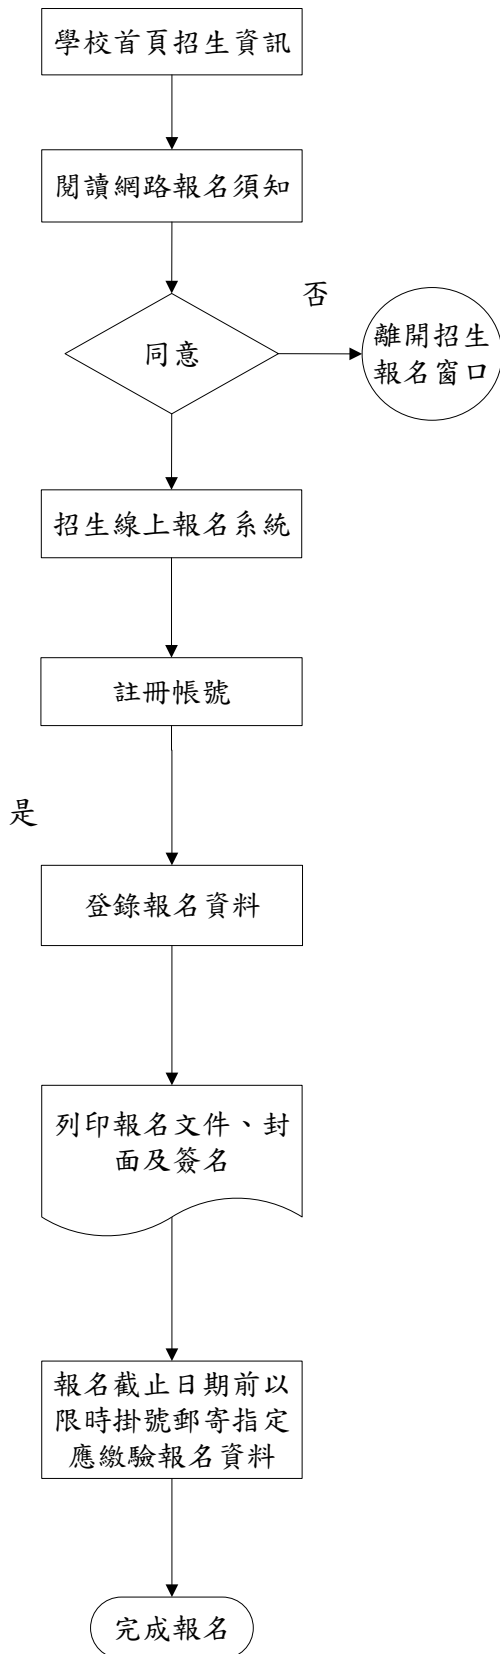 學校首頁招生資訊
閱讀網路報名須知
否
同意
離開招生
報名窗口
招生線上報名系統
註冊帳號
是
登錄報名資料
列印報名文件、封
面及簽名
報名截止日期前以
限時掛號郵寄指定
應繳驗報名資料
完成報名